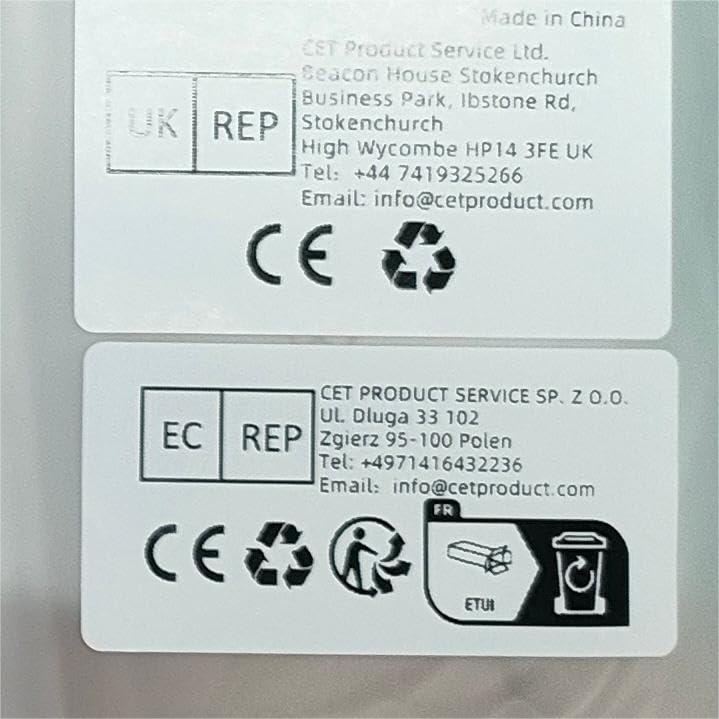 Made in China
CET Product Service Ltd.
Beacon House Stokenchurch
Business Park, Ibstone Rd,
Stokenchurch
High Wycombe HP14 3FE UK
Tel: +44 7419325266
Email: info@cetproduct.com
UK REP
CE
EC REP
CET PRODUCT SERVICE SP. Z O.O.
Ul. Dluga 33 102
Zgierz 95-100 Polen
Tel: +4971416432236
Email: info@cetproduct.com
CE
FR
ETUI